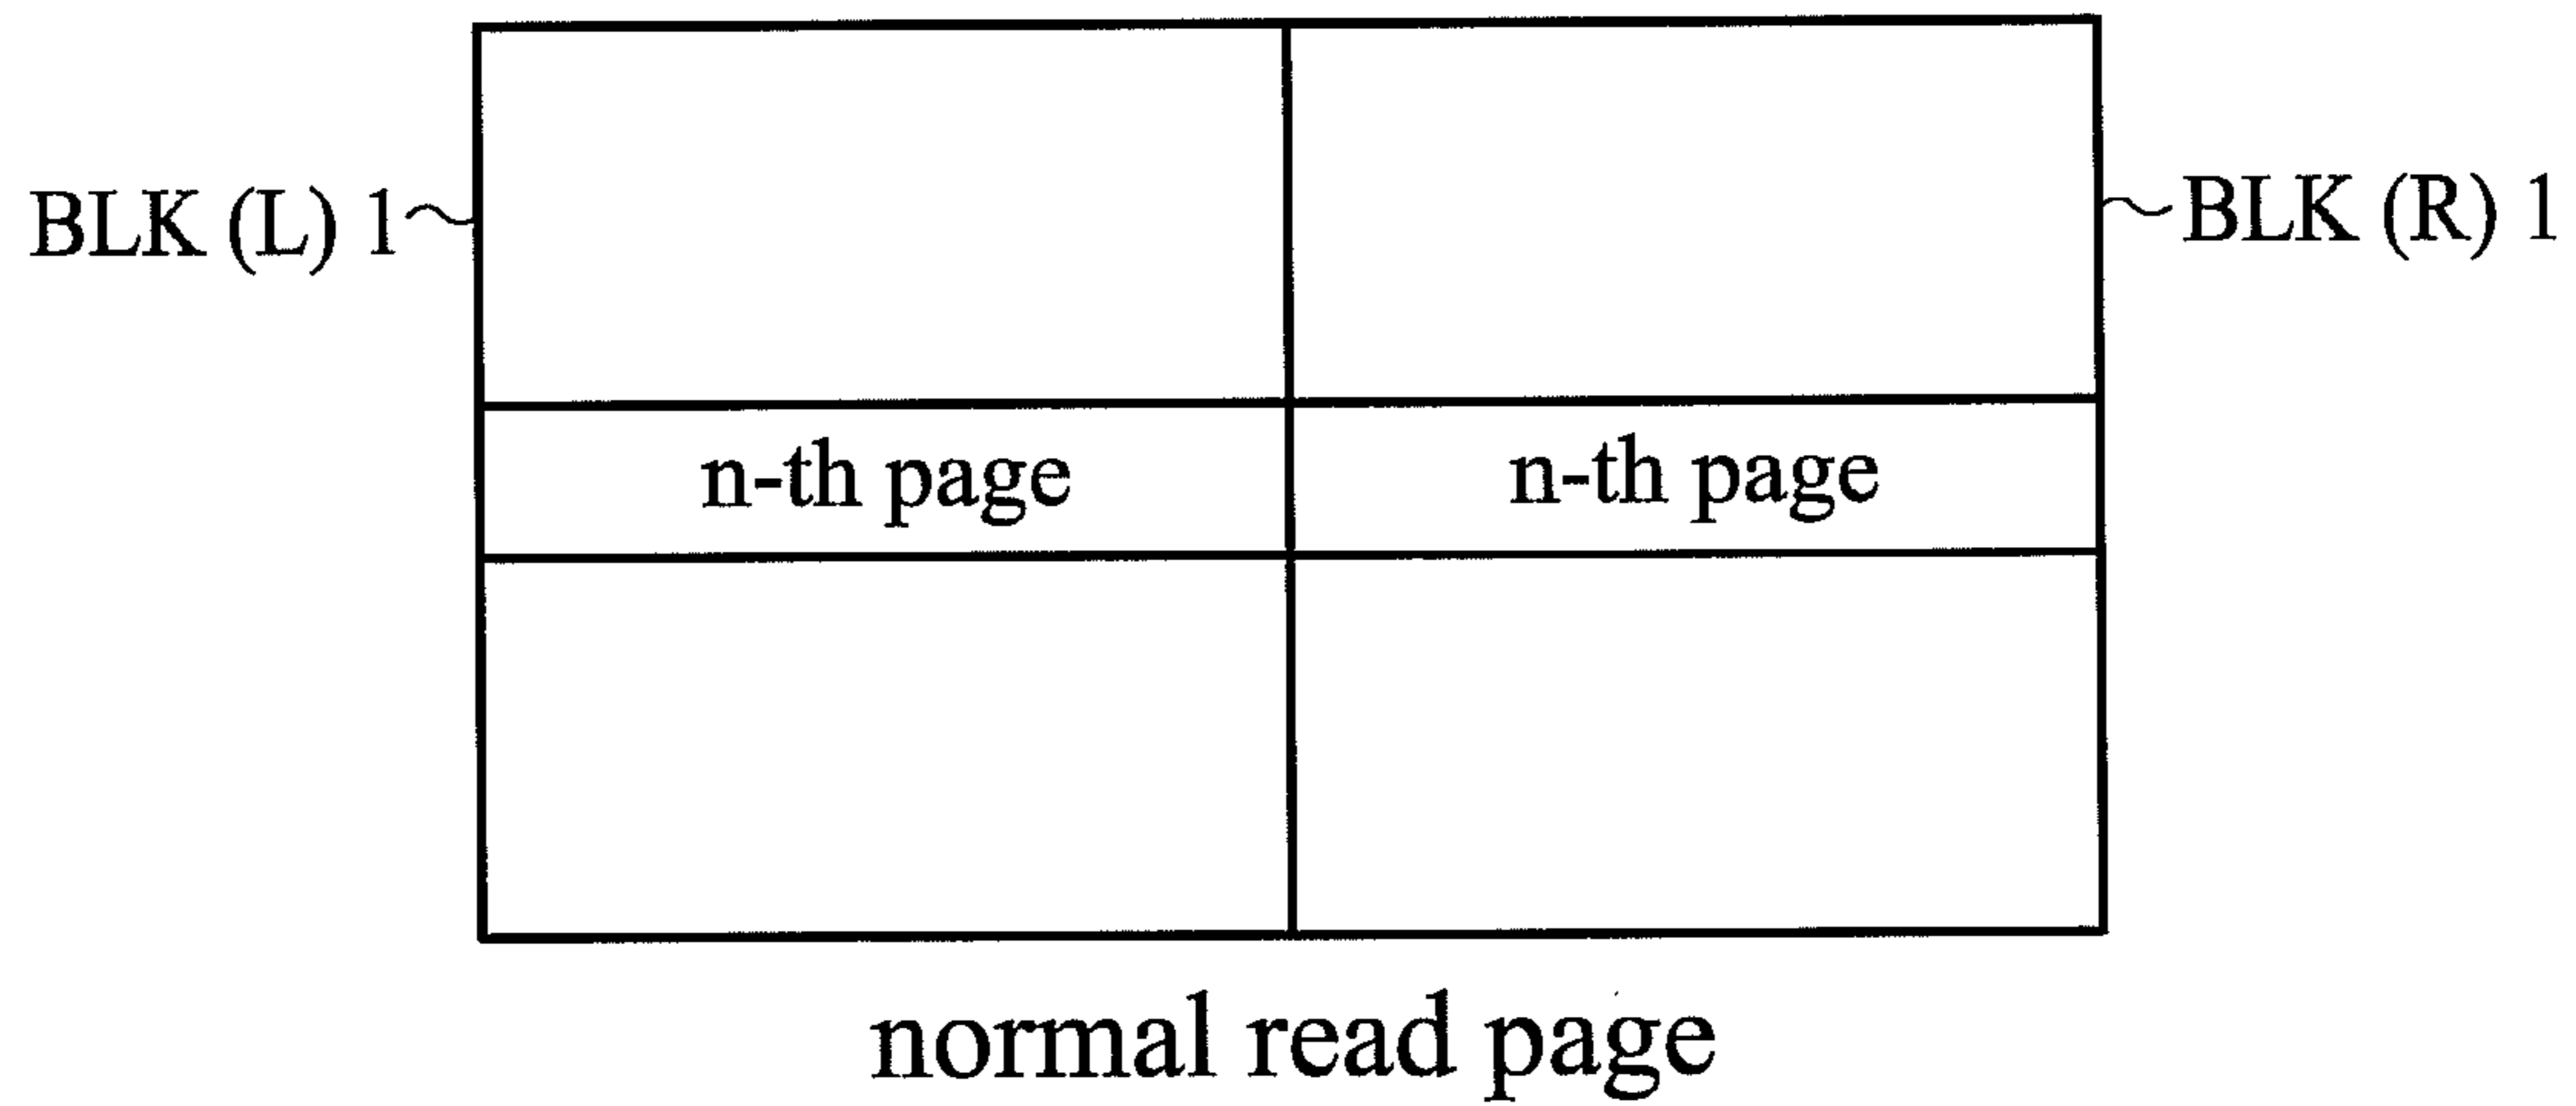 BLK (L) 1
BLK (R) 1
n-th page
n-th page
normal read page